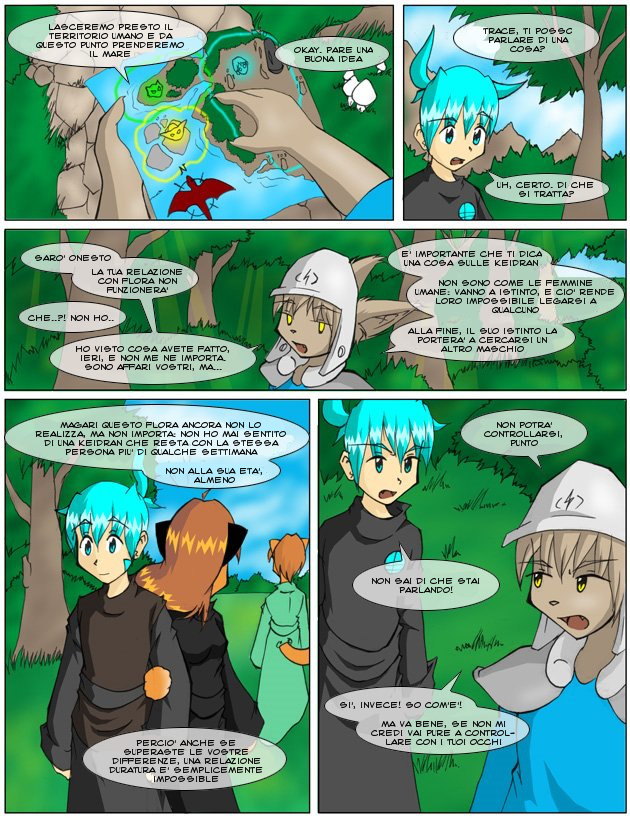 LASCEREMO PRESTO IL
TERRITORIO UMANO E DA
QUESTO PUNTO PRENDEREMO
IL MARE
OKAY. PARE UNA
BUONA IDEA
TRACE, TI POSSO
PARLARE DI UNA
COSA?
UH, CERTO. DI CHE
SI TRATTA?
SARO' ONESTO
LA TUA RELAZIONE
CON FLORA NON
FUNZIONERA'
CHE..?! NON HO..
HO VISTO COSA AVETE FATTO,
IERI, E NON ME NE IMPORTA.
SONO AFFARI VOSTRI, MA...
E' IMPORTANTE CHE TI DICA
UNA COSA SULLE KEIDRAN
NON SONO COME LE FEMMINE
UMANE: VANNO A ISTINTO, E CIO' RENDE
LORO IMPOSSIBILE LEGARSI A
QUALCUNO
ALLA FINE, IL SUO ISTINTO LA
PORTERA' A CERCARSI UN
ALTRO MASCHIO
MAGARI QUESTO FLORA ANCORA NON LO
REALIZZA, MA NON IMPORTA: NON HO MAI SENTITO
DI UNA KEIDRAN CHE RESTA CON LA STESSA
PERSONA PIU' DI QUALCHE SETTIMANA
NON ALLA SUA ETA',
ALMENO
PERCIO' ANCHE SE
SUPERASTE LE VOSTRE
DIFFERENZE, UNA RELAZIONE
DURATURA E' SEMPLICEMENTE
IMPOSSIBLE
NON POTRA'
CONTROLLARSI,
PUNTO
NON SAI DI CHE STAI
PARLANDO!
SI', INVECE! SO COM'E'!
MA VA BENE, SE NON MI
CREDI VAI PURE A CONTROL-
LARE CON I TUOI OCCHI